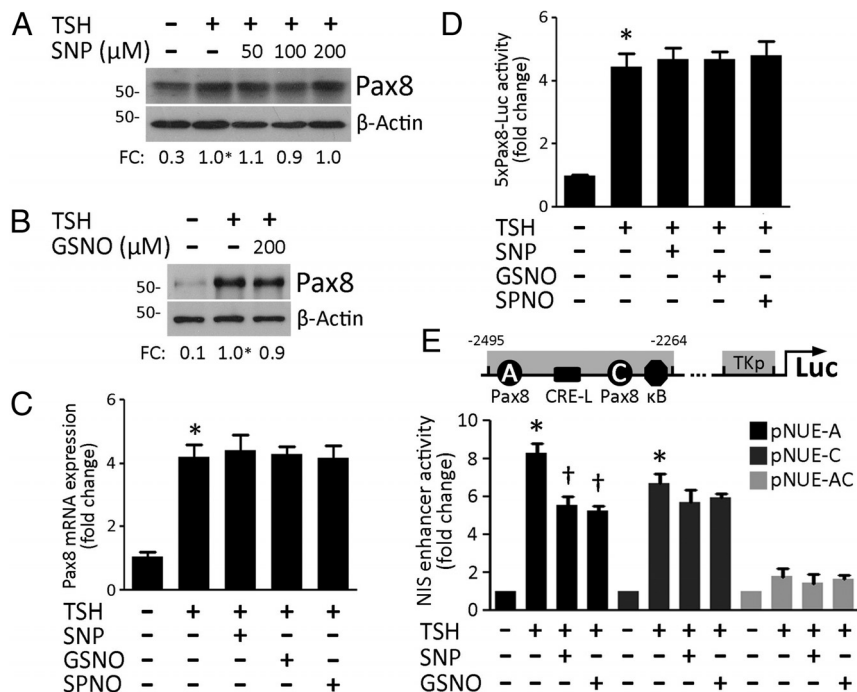 A
TSH - + + + +
SNP (μM) - - 50 100 200
50-
Pax8
50-
β-Actin
FC: 0.3 1.0* 1.1 0.9 1.0
B
TSH - + +
GSNO (μM) - - 200
50-
Pax8
50-
β-Actin
FC: 0.1 1.0* 0.9
C
Pax8 mRNA expression
(fold change)
6
4
2
0
*
TSH - + + + +
SNP - - + - -
GSNO - - - + -
SPNO - - - - +
D
5xPax8-Luc activity
(fold change)
6
4
2
0
*
TSH - + + + +
SNP - - + - -
GSNO - - - + -
SPNO - - - - +
E
-2495 -2264
A C TKp Luc
Pax8 CRE-L Pax8 κB ...
NIS enhancer activity
(fold change)
10
8
6
4
2
0
* † † *
pNUE-A
pNUE-C
pNUE-AC
TSH - + + + - + + + - + + +
SNP - - + - - - + - - - + -
GSNO - - - + - - - + - - - +